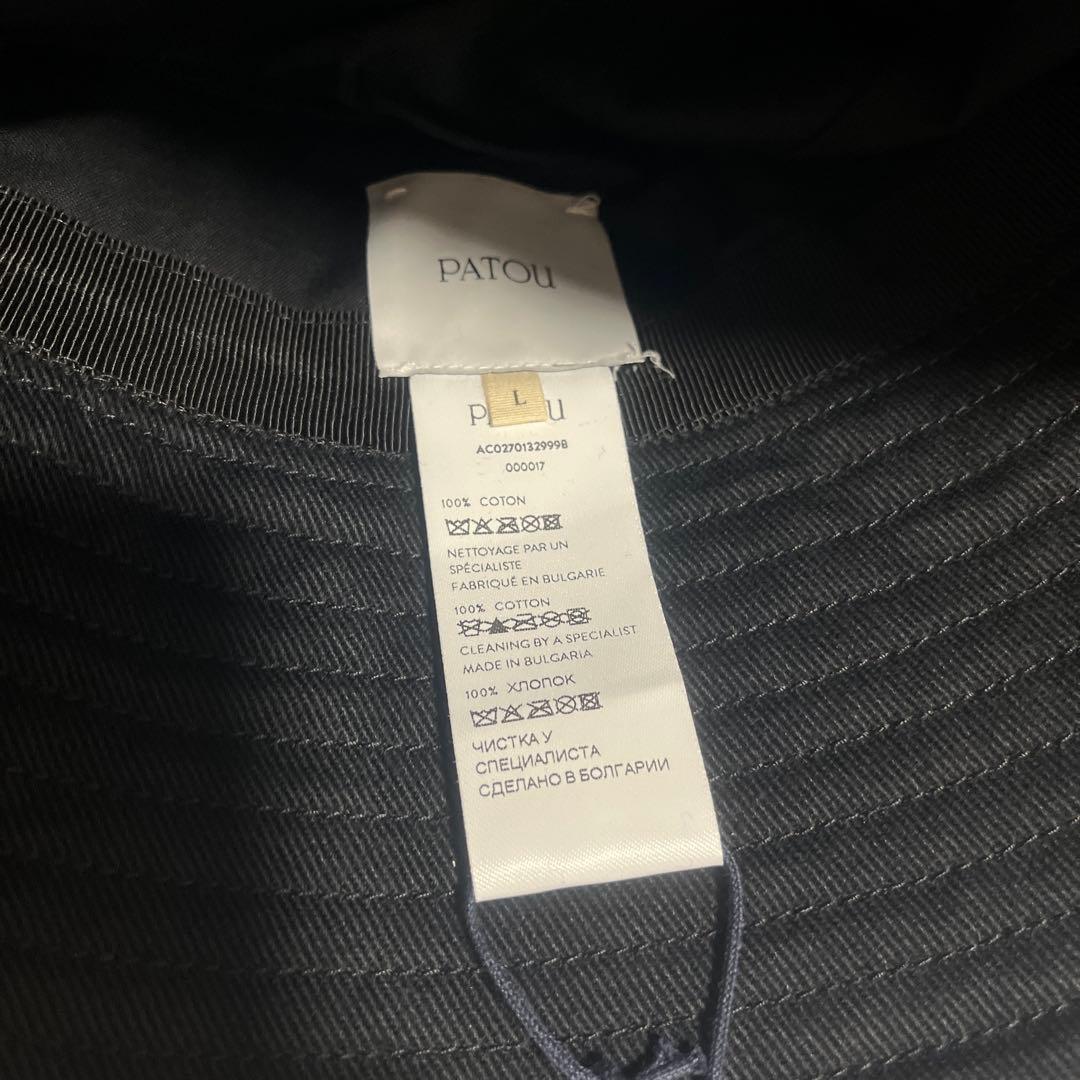 PATOU
L
AC0270132999B
000017
100% COTON
NETTOYAGE PAR UN
SPÉCIALISTE
FABRIQUÉ EN BULGARIE
100% COTTON
CLEANING BY A SPECIALIST
MADE IN BULGARIA
100% ХЛОПОК
ЧИСТКА У
СПЕЦИАЛИСТА
СДЕЛАНО В БОЛГАРИИ